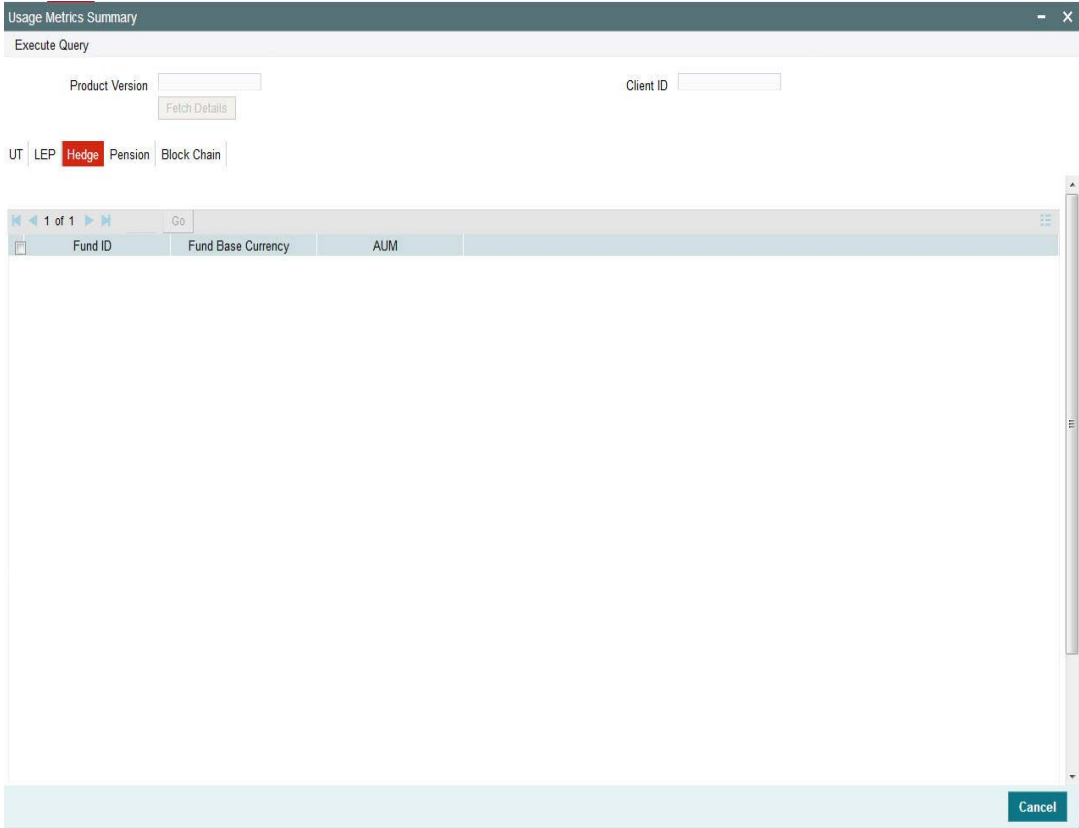 Usage Metrics Summary
Execute Query
Product Version
Client ID
Fetch Details
UT LEP Hedge Pension Block Chain
1 of 1 Go
Fund ID Fund Base Currency AUM
Cancel